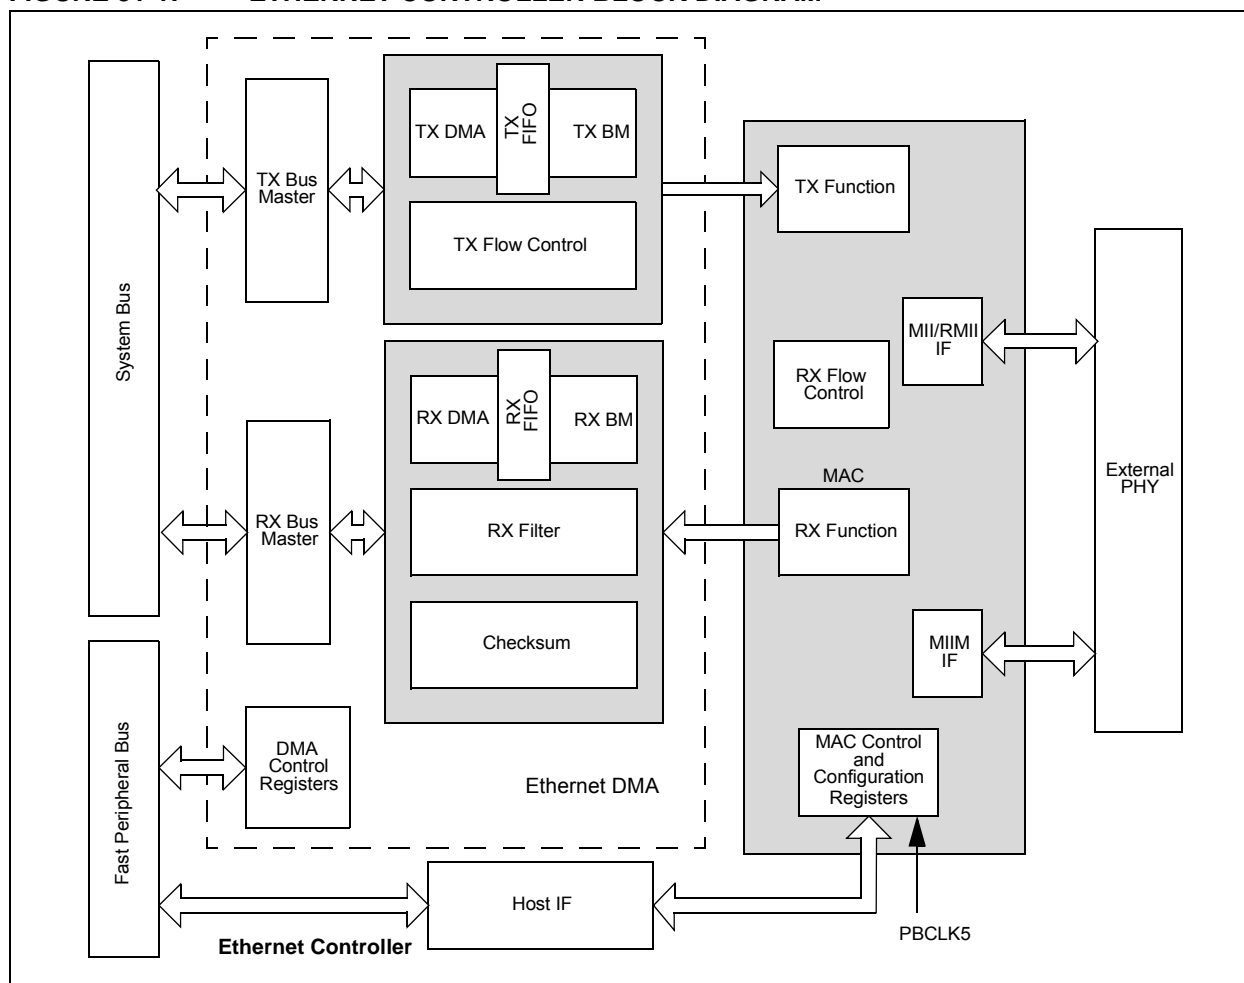 TX DMA
TX
FIFO
TX BM
TX Bus
Master
TX Function
TX Flow Control
System Bus
MII/RMII
IF
RX Flow
Control
RX DMA
RX
FIFO
RX BM
External
PHY
MAC
RX Bus
Master
RX Filter
RX Function
Checksum
MIIM
IF
Fast Peripheral Bus
DMA
Control
Registers
Ethernet DMA
MAC Control
and
Configuration
Registers
Host IF
PBCLK5
Ethernet Controller